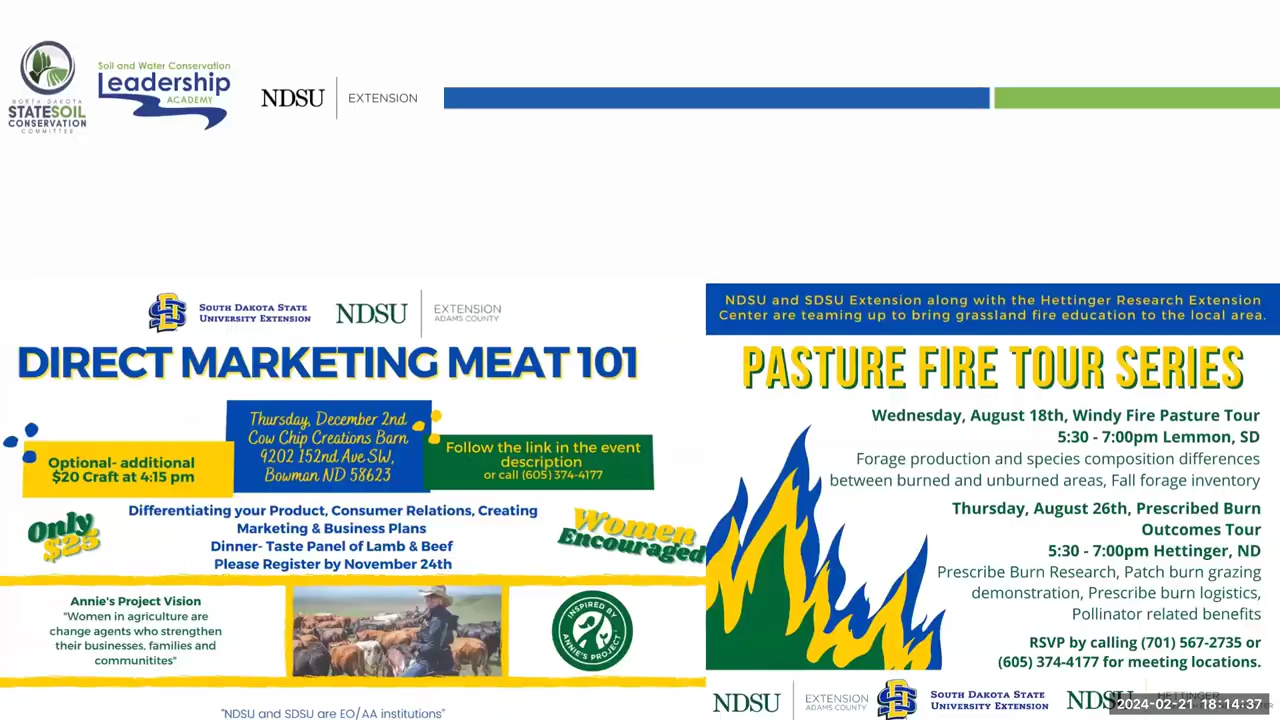 NORTH DAKOTA
STATE SOIL
CONSERVATION
COMMITTEE
Soil and Water Conservation
Leadership
ACADEMY
NDSU
EXTENSION
SOUTH DAKOTA STATE
UNIVERSITY EXTENSION
NDSU
EXTENSION
ADAMS COUNTY
DIRECT MARKETING MEAT 101
Optional- additional
$20 Craft at 4:15 pm
Thursday, December 2nd
Cow Chip Creations Barn
9202 152nd Ave SW,
Bowman ND 58623
Follow the link in the event
description
or call (605) 374-4177
Only
$25
Differentiating your Product, Consumer Relations, Creating
Marketing & Business Plans
Dinner- Taste Panel of Lamb & Beef
Please Register by November 24th
Women
Encouraged
Annie's Project Vision
"Women in agriculture are
change agents who strengthen
their businesses, families and
communitites"
INSPIRED BY
ANNIE'S PROJECT
"NDSU and SDSU are EO/AA institutions"
NDSU and SDSU Extension along with the Hettinger Research Extension
Center are teaming up to bring grassland fire education to the local area.
PASTURE FIRE TOUR SERIES
Wednesday, August 18th, Windy Fire Pasture Tour
5:30 - 7:00pm Lemmon, SD
Forage production and species composition differences
between burned and unburned areas, Fall forage inventory
Thursday, August 26th, Prescribed Burn
Outcomes Tour
5:30 - 7:00pm Hettinger, ND
Prescribe Burn Research, Patch burn grazing
demonstration, Prescribe burn logistics,
Pollinator related benefits
RSVP by calling (701) 567-2735 or
(605) 374-4177 for meeting locations.
NDSU
EXTENSION
ADAMS COUNTY
SOUTH DAKOTA STATE
UNIVERSITY EXTENSION
NDSU
HETTINGER
2024-02-21 18:14:37